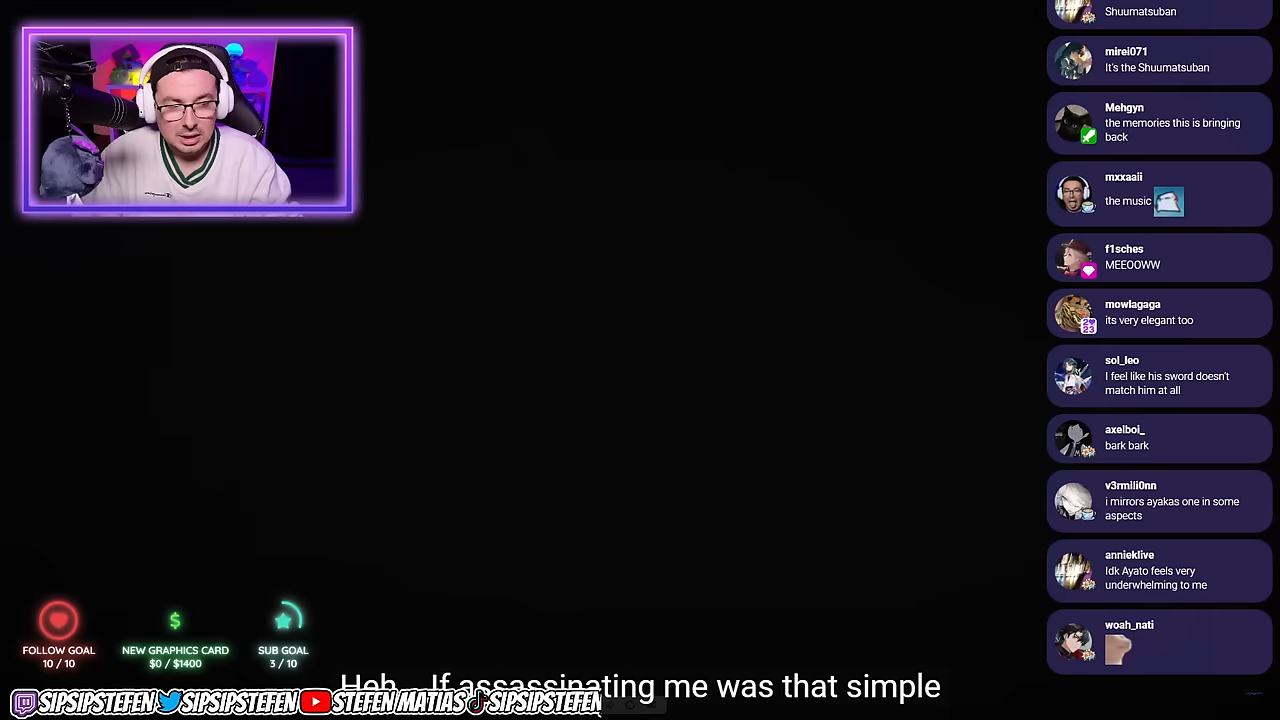 Shuumatsuban
mirei071
It's the Shuumatsuban
Mehgyn
the memories this is bringing
back
mxxaaii
the music
f1sches
MEEOOWW
mowlagaga
its very elegant too
sol_leo
I feel like his sword doesn't
match him at all
axelboi_
bark bark
v3rmili0nn
i mirrors ayakas one in some
aspects
annieklive
Idk Ayato feels very
underwhelming to me
woah_nati
FOLLOW GOAL
10 / 10
NEW GRAPHICS CARD
$0 / $1400
SUB GOAL
3 / 10
Heh... If assassinating me was that simple
SIPSIPSTEFEN SIPSIPSTEFEN STEFEN MATIAS SIPSIPSTEFEN